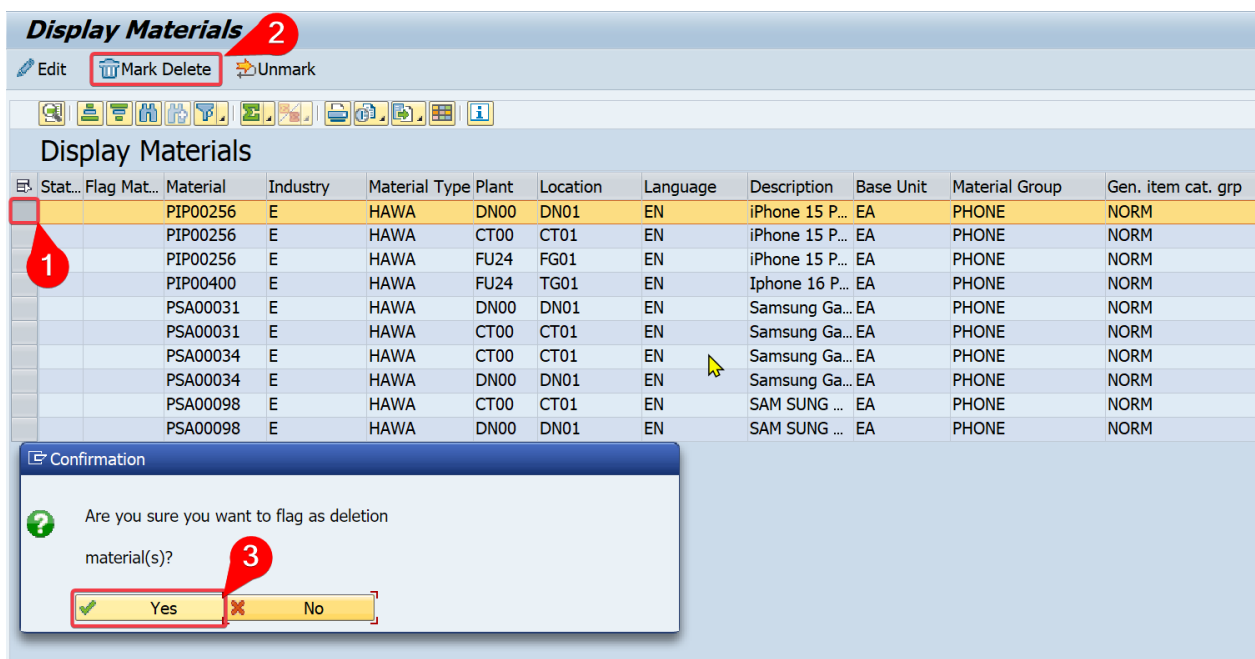 Display Materials
2
Edit Mark Delete Unmark
Display Materials
Stat... Flag Mat... Material Industry Material Type Plant Location Language Description Base Unit Material Group Gen. item cat. grp
PIP00256 E HAWA DN00 DN01 EN iPhone 15 P... EA PHONE NORM
PIP00256 E HAWA CT00 CT01 EN iPhone 15 P... EA PHONE NORM
1
PIP00256 E HAWA FU24 FG01 EN iPhone 15 P... EA PHONE NORM
PIP00400 E HAWA FU24 TG01 EN Iphone 16 P... EA PHONE NORM
PSA00031 E HAWA DN00 DN01 EN Samsung Ga... EA PHONE NORM
PSA00031 E HAWA CT00 CT01 EN Samsung Ga... EA PHONE NORM
PSA00034 E HAWA CT00 CT01 EN Samsung Ga... EA PHONE NORM
PSA00034 E HAWA DN00 DN01 EN Samsung Ga... EA PHONE NORM
PSA00098 E HAWA CT00 CT01 EN SAM SUNG ... EA PHONE NORM
PSA00098 E HAWA DN00 DN01 EN SAM SUNG ... EA PHONE NORM
Confirmation
Are you sure you want to flag as deletion
material(s)?
3
Yes No